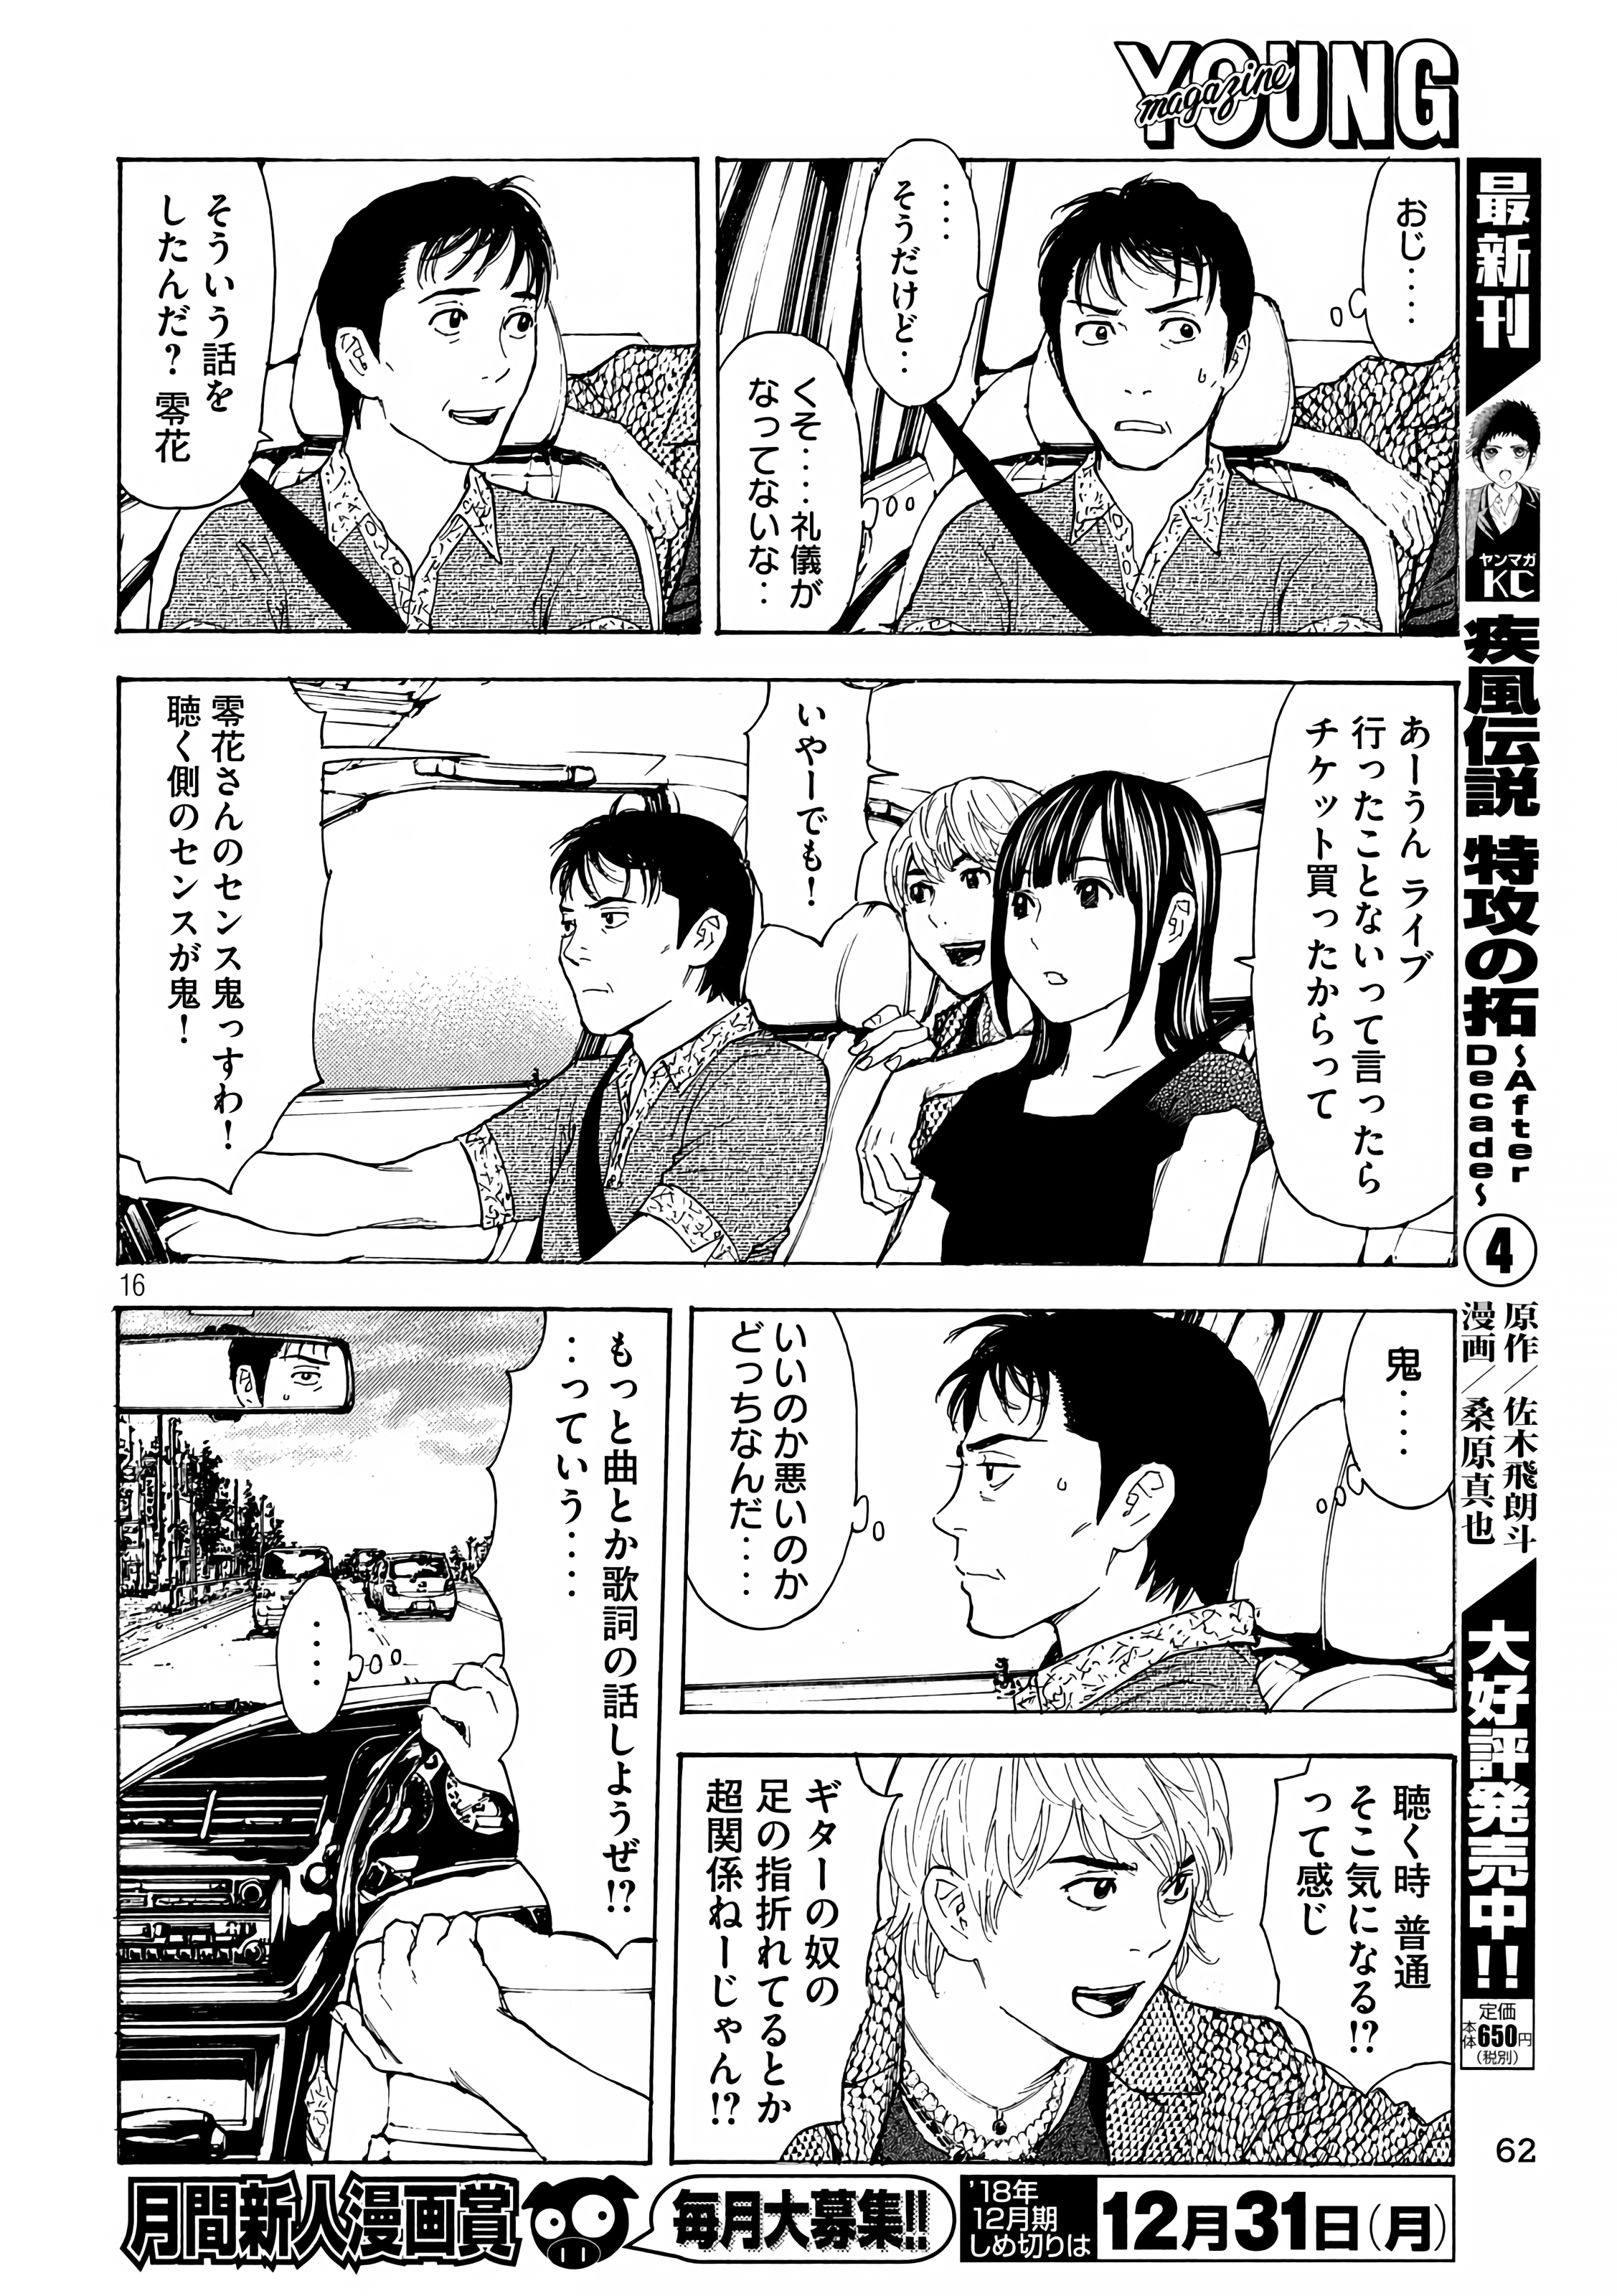 YOUNG
magazine
おじ‥‥
‥‥
そうだけど‥
くそ‥‥礼儀が
なってないな‥
そういう話を
したんだ？ 零花
あーうん ライブ
行ったことないって言ったら
チケット買ったからって
いやーでも！
零花さんのセンス鬼っすわ！
聴く側のセンスが鬼！
鬼‥‥
いいのか悪いのか
どっちなんだ‥‥
聴く時 普通
そこ気になる!?
って感じ
ギターの奴の
足の指折れてるとか
超関係ねーじゃん!?
もっと曲とか歌詞の話しようぜ!?
‥っていう‥‥
‥‥
16
最新刊
ヤンマガ
KC
疾風伝説 特攻の拓
～After
Decade～
④
原作／佐木飛朗斗
漫画／桑原真也
大好評発売中!!
定価
本体650円
(税別)
62
月間新人漫画賞
毎月大募集!!
'18年
12月期
しめ切りは
12月31日(月)